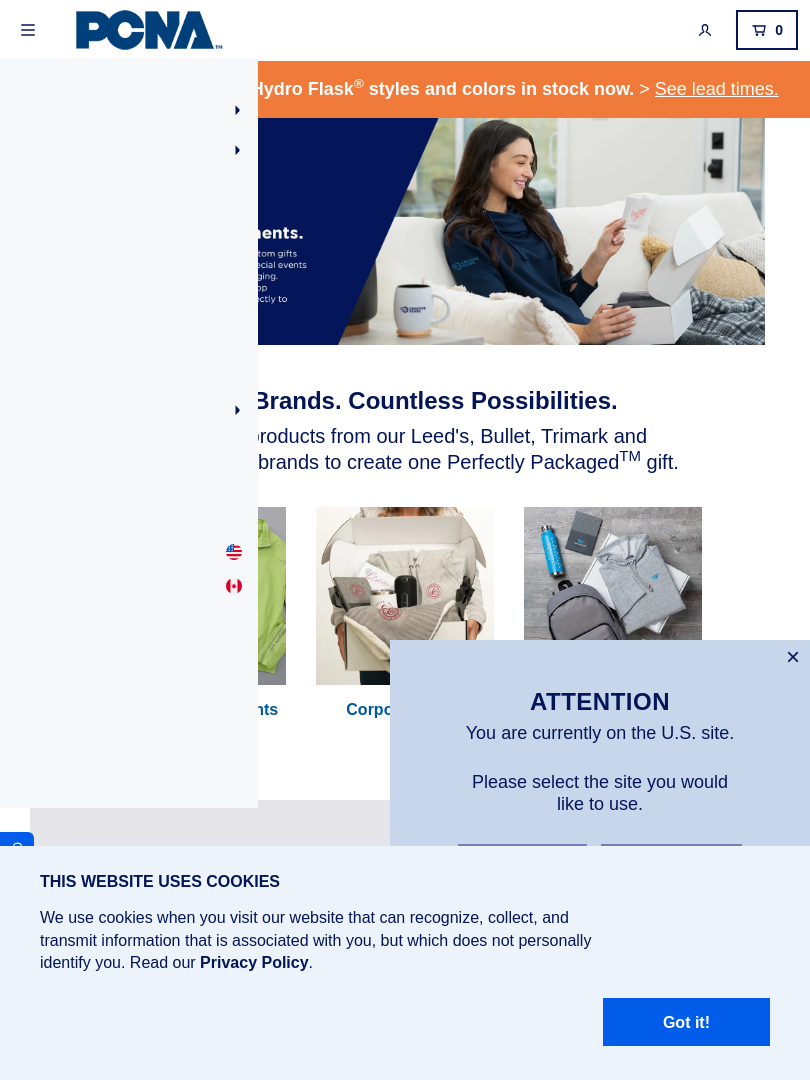 PCNA™
0
Hydro Flask® styles and colors in stock now. > See lead times.
tom gifts
ecial events
ging.
op
ectly to
Brands. Countless Possibilities.
products from our Leed's, Bullet, Trimark and
brands to create one Perfectly Packaged™ gift.
nts
Corpo
ATTENTION
You are currently on the U.S. site.
Please select the site you would
like to use.
THIS WEBSITE USES COOKIES
We use cookies when you visit our website that can recognize, collect, and
transmit information that is associated with you, but which does not personally
identify you. Read our Privacy Policy.
Got it!